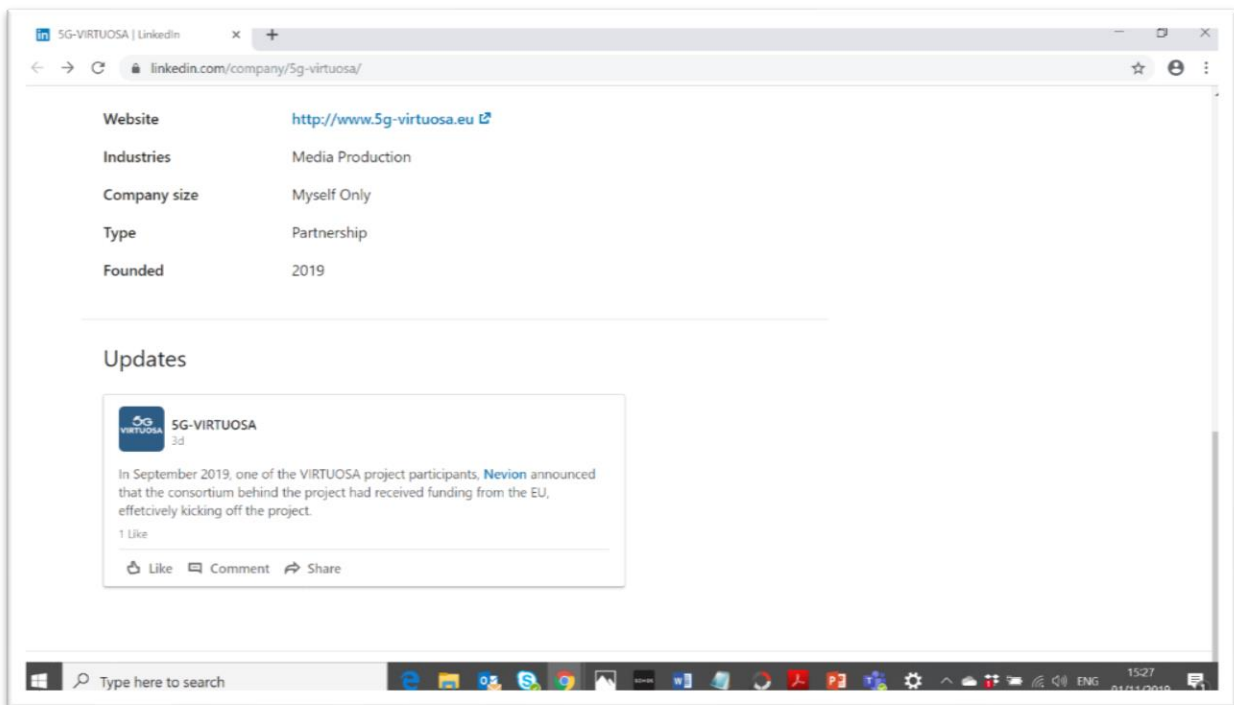 5G-VIRTUOSA | LinkedIn
linkedin.com/company/5g-virtuosa/
Website http://www.5g-virtuosa.eu
Industries Media Production
Company size Myself Only
Type Partnership
Founded 2019
Updates
5G VIRTUOSA
5G-VIRTUOSA
3d
In September 2019, one of the VIRTUOSA project participants, Nevion announced
that the consortium behind the project had received funding from the EU,
effetcively kicking off the project.
1 Like
Like Comment Share
Type here to search
ENG
15:27
01/11/2019